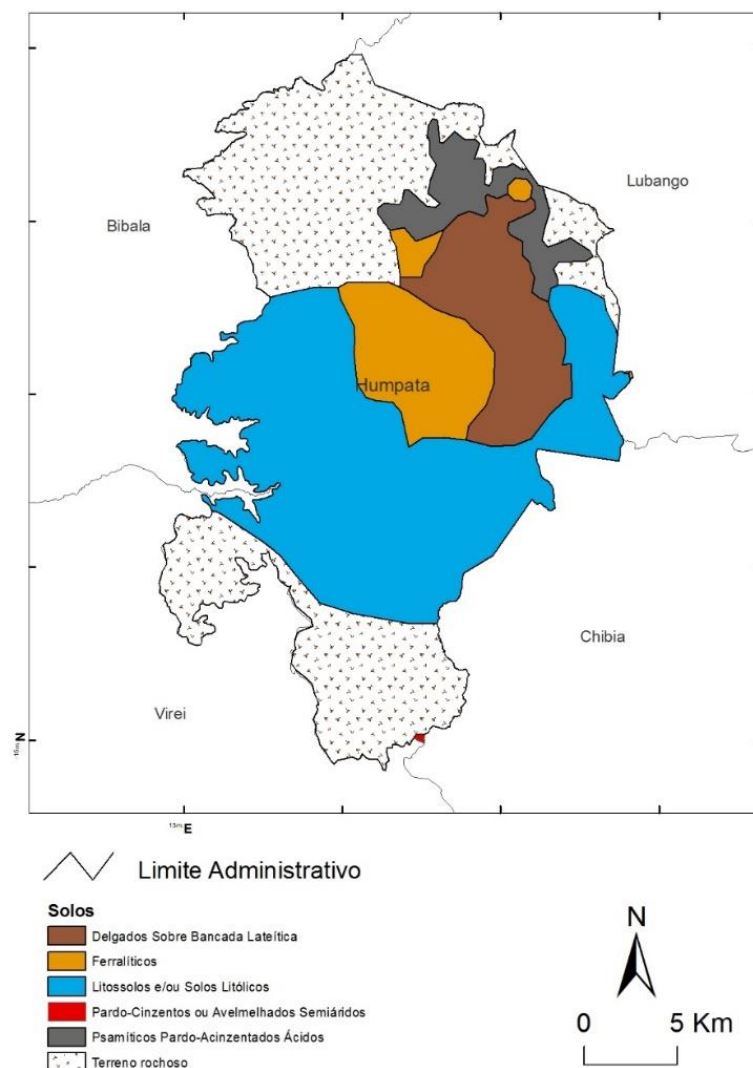 Lubango
Bibala
Humpata
Chibia
Virei
N
E
Limite Administrativo
Solos
Delgados Sobre Bancada Lateítica
Ferralíticos
Litossolos e/ou Solos Litólicos
Pardo-Cinzentos ou Avelmelhados Semiáridos
Psamíticos Pardo-Acinzentados Ácidos
Terreno rochoso
N
0 5 Km